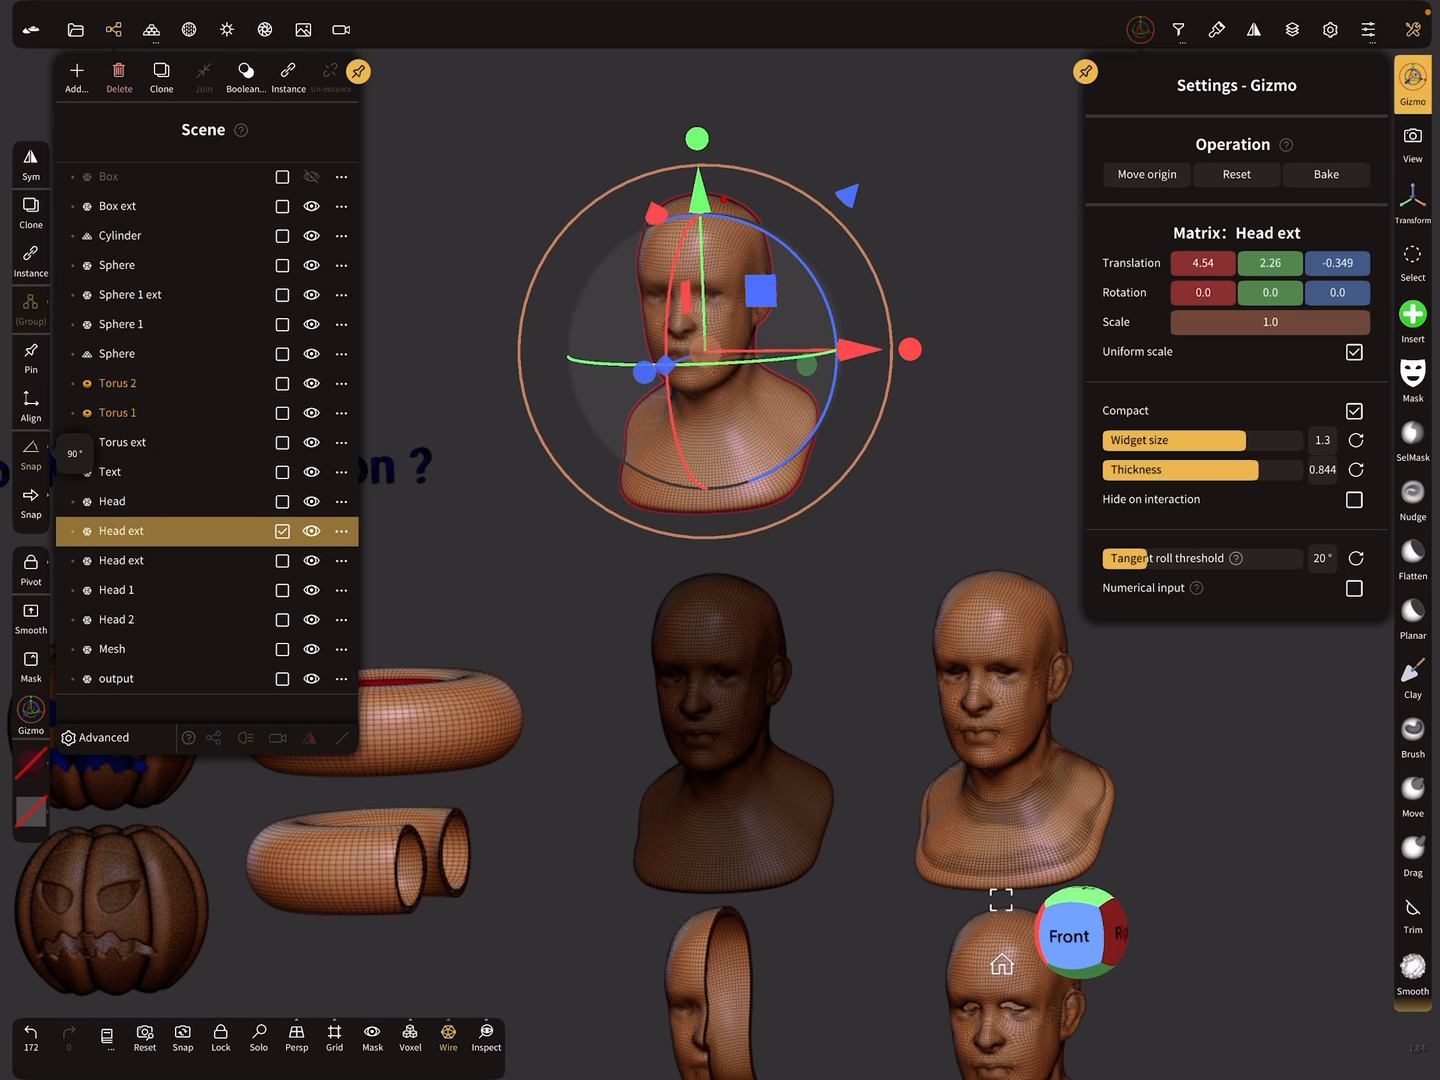 Add...
Delete
Clone
Join
Boolean...
Instance
Un-instance
Scene
?
Box
Box ext
Cylinder
Sphere
Sphere 1 ext
Sphere 1
Sphere
Torus 2
Torus 1
Torus ext
Text
Head
Head ext
Head ext
Head 1
Head 2
Mesh
output
Advanced
?
Sym
Clone
Instance
(Group)
Pin
Align
Snap
90°
Snap
Pivot
Smooth
Mask
Gizmo
on ?
Settings - Gizmo
Operation ?
Move origin
Reset
Bake
Matrix: Head ext
Translation 4.54 2.26 -0.349
Rotation 0.0 0.0 0.0
Scale 1.0
Uniform scale
Compact
Widget size 1.3
Thickness 0.844
Hide on interaction
Tangent roll threshold ? 20°
Numerical input ?
Gizmo
View
Transform
Select
Insert
Mask
SelMask
Nudge
Flatten
Planar
Clay
Brush
Move
Drag
Trim
Smooth
Front
172
0
...
Reset
Snap
Lock
Solo
Persp
Grid
Mask
Voxel
Wire
Inspect
1.84